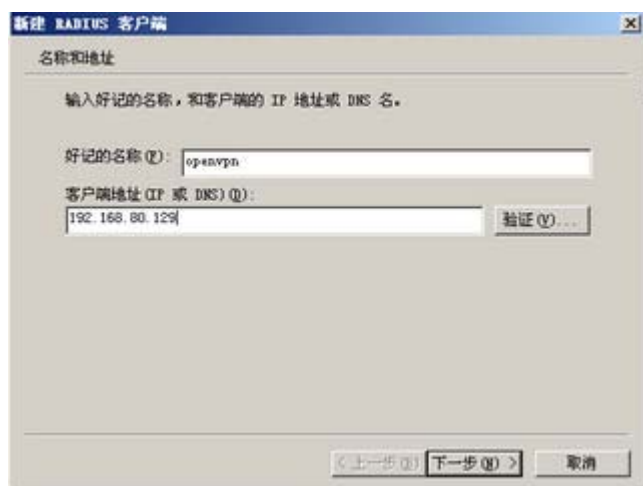 新建 RADIUS 客户端
名称和地址
输入好记的名称，和客户端的 IP 地址或 DNS 名。
好记的名称(F): openvpn
客户端地址(IP 或 DNS)(D):
192.168.80.129 验证(V)...
< 上一步(B) 下一步(N) > 取消